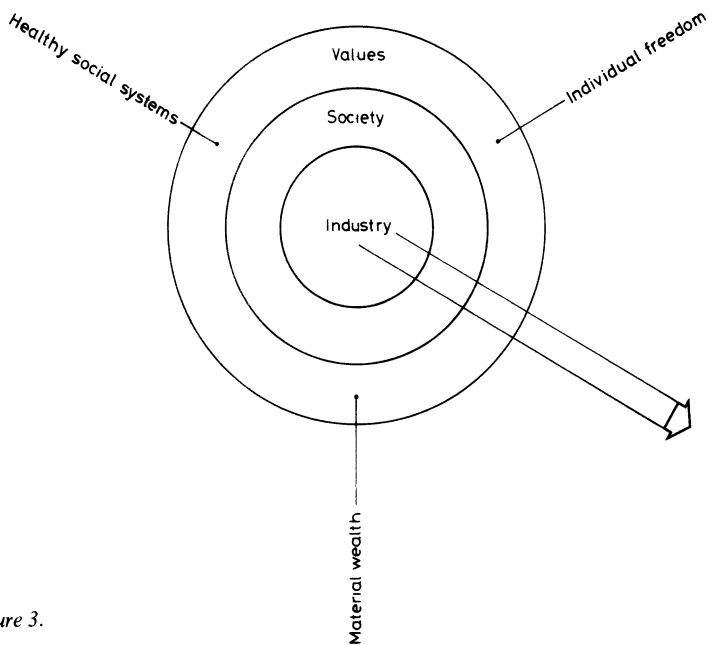 Healthy social systems
Individual freedom
Values
Society
Industry
Material wealth
ure 3.